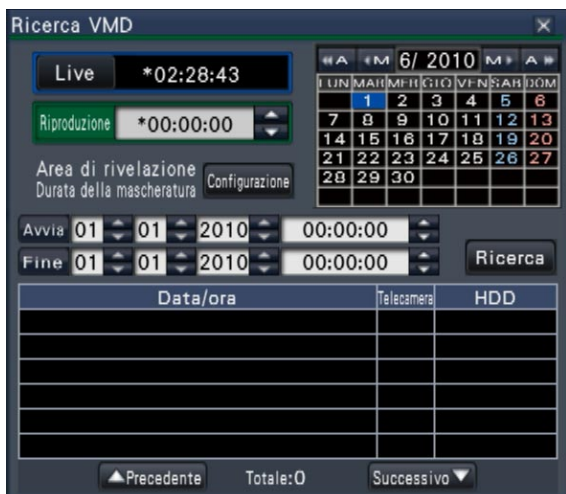 Ricerca VMD
Live *02:28:43
Riproduzione *00:00:00
Area di rivelazione
Durata della mascheratura
Configurazione
A M 6/ 2010 M A
LUN MAR MER GIO VEN SAB DOM
1 2 3 4 5 6
7 8 9 10 11 12 13
14 15 16 17 18 19 20
21 22 23 24 25 26 27
28 29 30
Avvia 01 01 2010 00:00:00
Fine 01 01 2010 00:00:00
Ricerca
Data/ora Telecamera HDD
Precedente Totale:0 Successivo